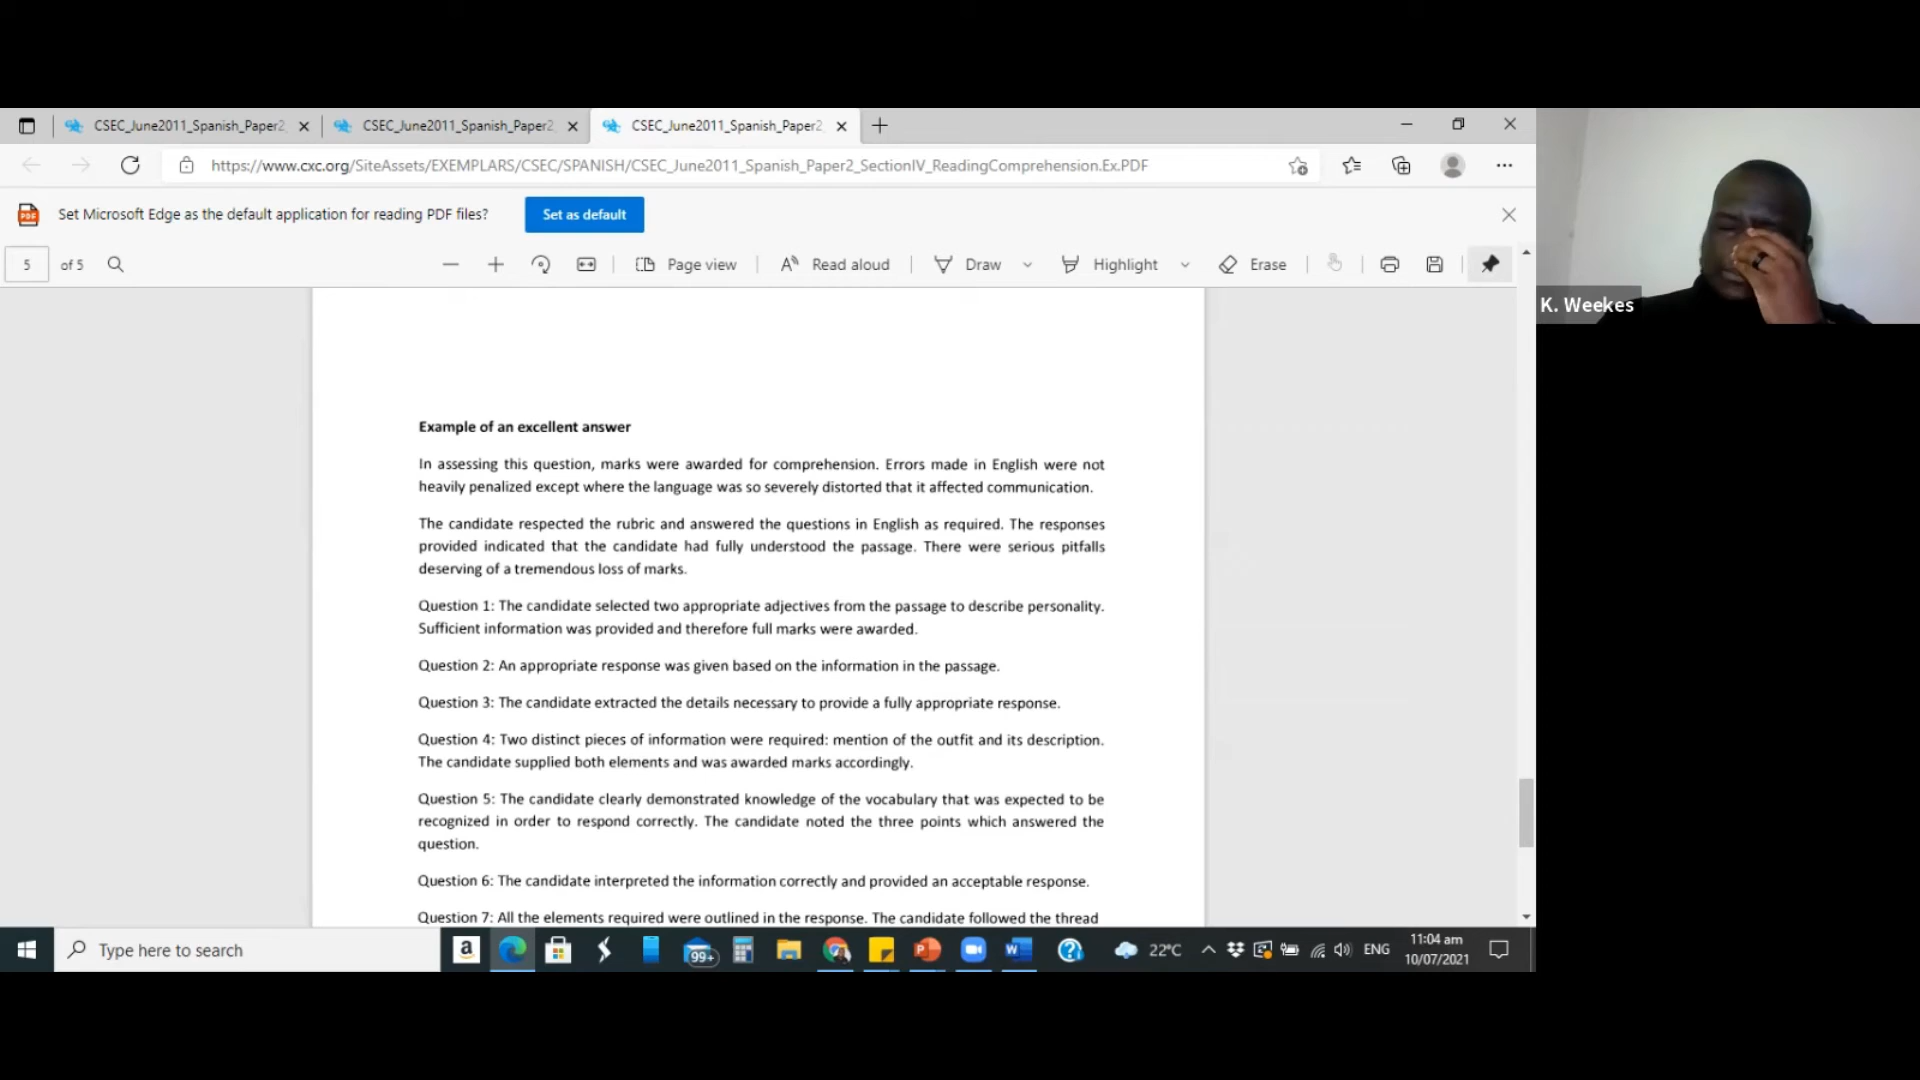 CSEC_June2011_Spanish_Paper2
CSEC_June2011_Spanish_Paper2
CSEC_June2011_Spanish_Paper2
https://www.cxc.org/SiteAssets/EXEMPLARS/CSEC/SPANISH/CSEC_June2011_Spanish_Paper2_SectionIV_ReadingComprehension.Ex.PDF
PDF
Set Microsoft Edge as the default application for reading PDF files?
Set as default
5 of 5
Page view
Read aloud
Draw
Highlight
Erase
K. Weekes
Example of an excellent answer
In assessing this question, marks were awarded for comprehension. Errors made in English were not
heavily penalized except where the language was so severely distorted that it affected communication.
The candidate respected the rubric and answered the questions in English as required. The responses
provided indicated that the candidate had fully understood the passage. There were serious pitfalls
deserving of a tremendous loss of marks.
Question 1: The candidate selected two appropriate adjectives from the passage to describe personality.
Sufficient information was provided and therefore full marks were awarded.
Question 2: An appropriate response was given based on the information in the passage.
Question 3: The candidate extracted the details necessary to provide a fully appropriate response.
Question 4: Two distinct pieces of information were required: mention of the outfit and its description.
The candidate supplied both elements and was awarded marks accordingly.
Question 5: The candidate clearly demonstrated knowledge of the vocabulary that was expected to be
recognized in order to respond correctly. The candidate noted the three points which answered the
question.
Question 6: The candidate interpreted the information correctly and provided an acceptable response.
Question 7: All the elements required were outlined in the response. The candidate followed the thread
Type here to search
a
99+
P
W
?
22°C
ENG
11:04 am
10/07/2021